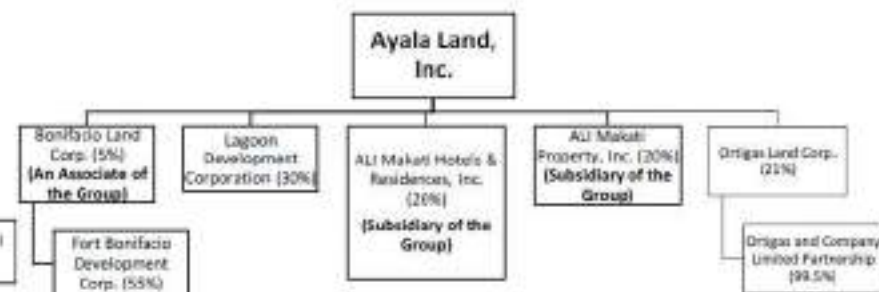 Ayala Land,
Inc.
Bonifacio Land
Corp. (5%)
(An Associate of
the Group)
Lagoon
Development
Corporation (30%)
ALI Makati Hotels &
Residences, Inc.
(20%)
(Subsidiary of the
Group)
ALI Makati
Property, Inc. (20%)
(Subsidiary of the
Group)
Ortigas Land Corp.
(21%)
Fort Bonifacio
Development
Corp. (55%)
Ortigas and Company
Limited Partnership
(99.5%)